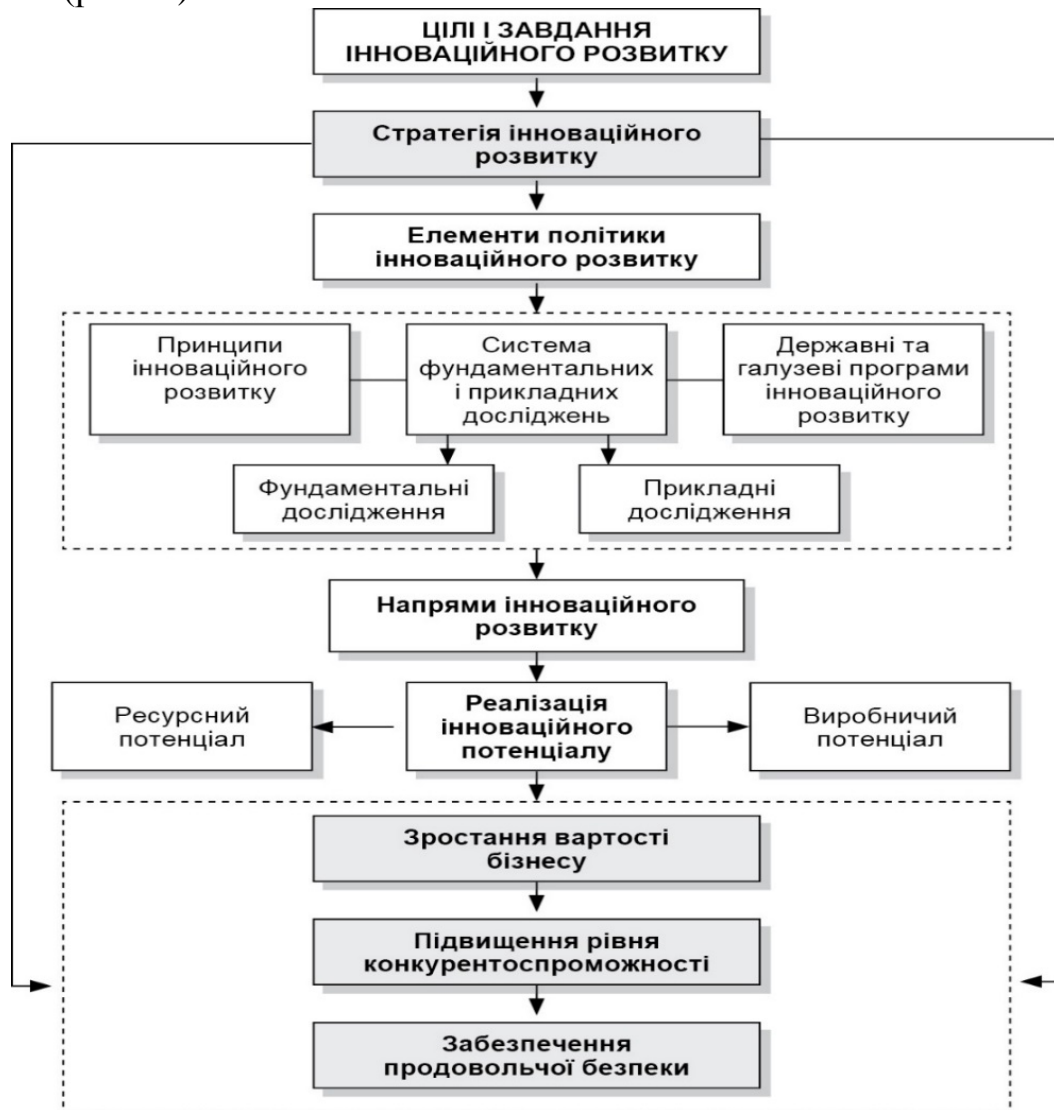 ЦІЛІ І ЗАВДАННЯ
ІННОВАЦІЙНОГО РОЗВИТКУ
Стратегія інноваційного
розвитку
Елементи політики
інноваційного розвитку
Принципи
інноваційного
розвитку
Система
фундаментальних
і прикладних
досліджень
Державні та
галузеві програми
інноваційного
розвитку
Фундаментальні
дослідження
Прикладні
дослідження
Напрями інноваційного
розвитку
Ресурсний
потенціал
Реалізація
інноваційного
потенціалу
Виробничий
потенціал
Зростання вартості
бізнесу
Підвищення рівня
конкурентоспроможності
Забезпечення
продовольчої безпеки